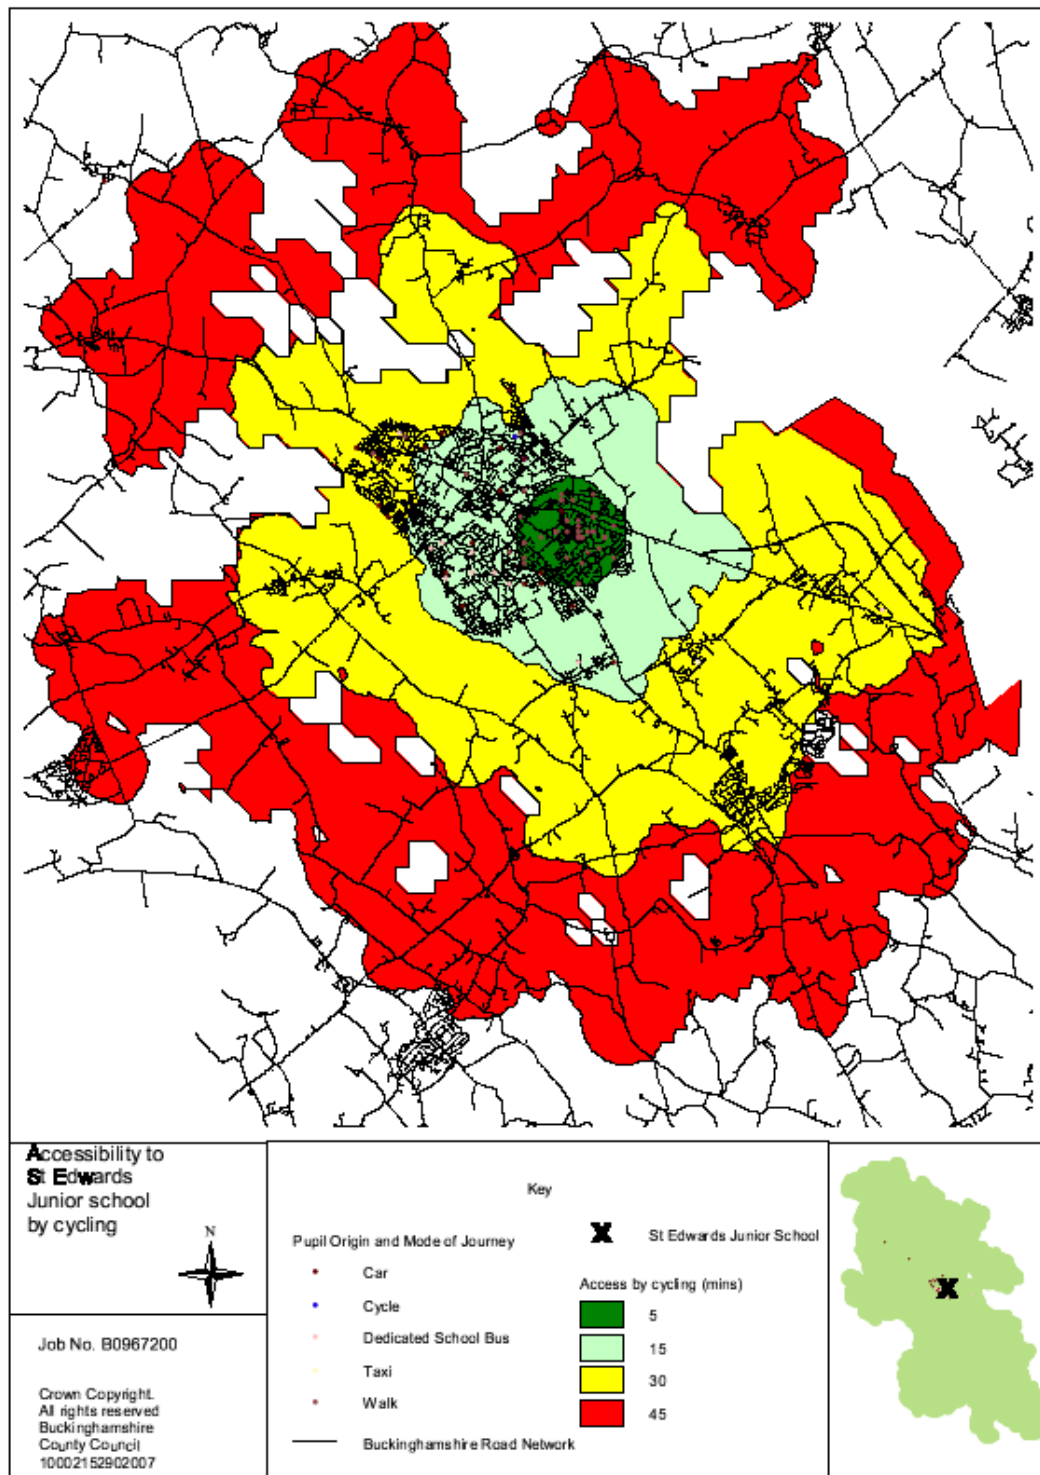 Accessibility to
St Edwards
Junior school
by cycling
N
Job No. B0967200
Crown Copyright.
All rights reserved
Buckinghamshire
County Council
10002152902007
Key
Pupil Origin and Mode of Journey
Car
Cycle
Dedicated School Bus
Taxi
Walk
Buckinghamshire Road Network
X St Edwards Junior School
Access by cycling (mins)
5
15
30
45
X